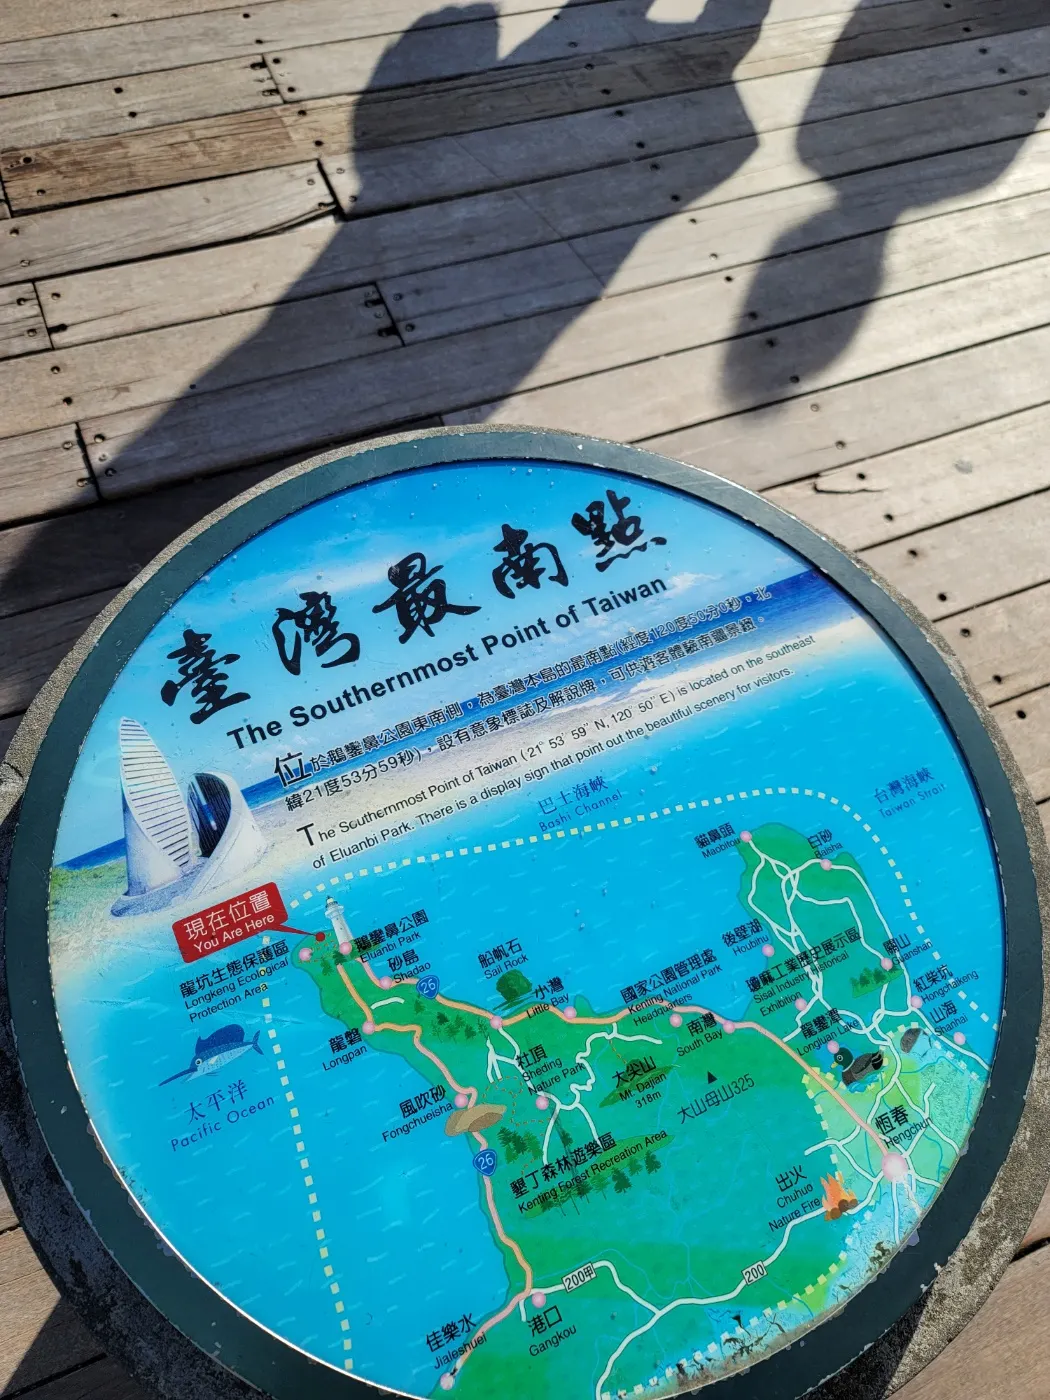 臺灣最南點
The Southernmost Point of Taiwan
位於鵝鑾鼻公園東南側，為臺灣本島的最南點(經度120度50分0秒，北
緯21度53分59秒)，設有意象標誌及解說牌，可供遊客體驗南國景緻。
The Southernmost Point of Taiwan (21° 53′ 59″ N, 120° 50″ E) is located on the southeast
of Eluanbi Park. There is a display sign that point out the beautiful scenery for visitors.
巴士海峽
Bashi Channel
台灣海峽
Taiwan Strait
現在位置
You Are Here
鵝鑾鼻公園
Eluanbi Park
龍坑生態保護區
Longkeng Ecological
Protection Area
砂島
Shadao
26
船帆石
Sail Rock
小灣
Little Bay
國家公園管理處
Kenting National Park
Headquarters
南灣
South Bay
後壁湖
Houbihu
貓鼻頭
Maobitou
白砂
Baisha
瓊麻工業歷史展示區
Sisal Industry Historical
Exhibition
關山
Guanshan
紅柴坑
Hongchaikeng
山海
Shanhai
龍鑾潭
Longluan Lake
龍磐
Longpan
太平洋
Pacific Ocean
風吹砂
Fongchueisha
社頂
Sheding
Nature Park
大尖山
Mt. Dajian
318m
大山母山325
恆春
Hengchun
26
墾丁森林遊樂區
Kenting Forest Recreation Area
出火
Chuhuo
Nature Fire
200甲
200
港口
Gangkou
佳樂水
Jialeshuei